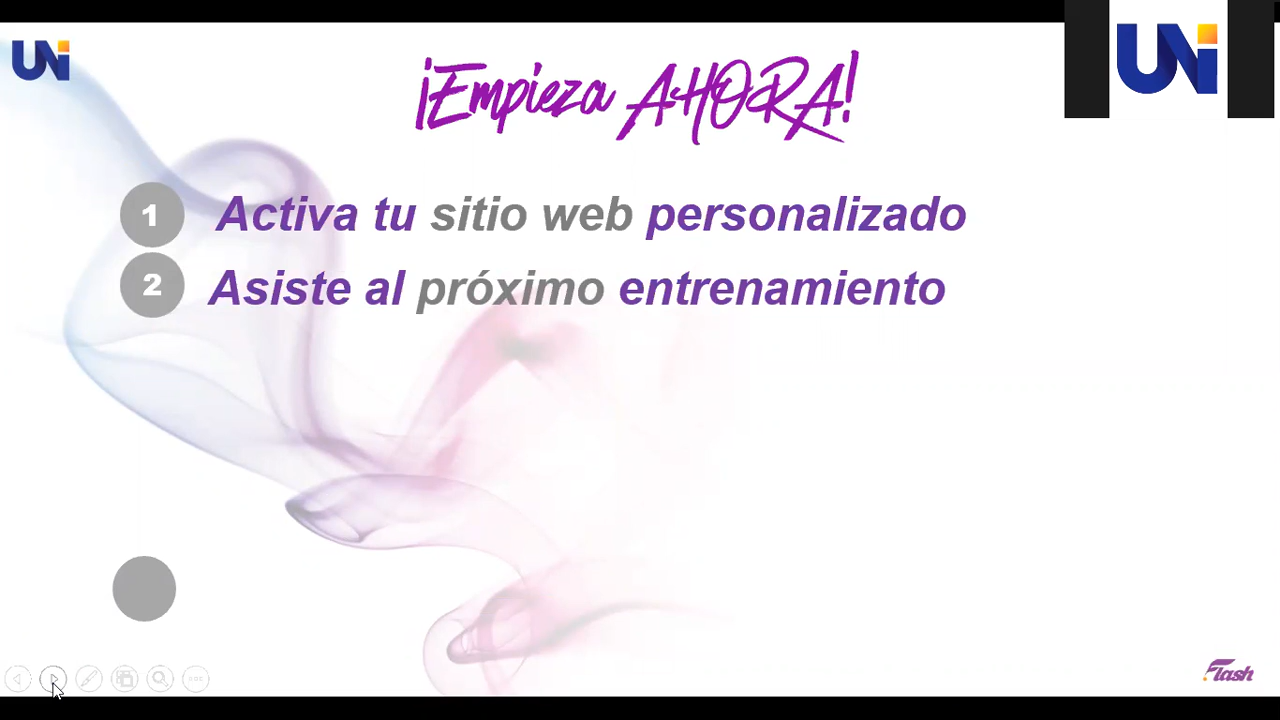 UNi
UNi
¡Empieza AHORA!
1 Activa tu sitio web personalizado
2 Asiste al próximo entrenamiento
Flash